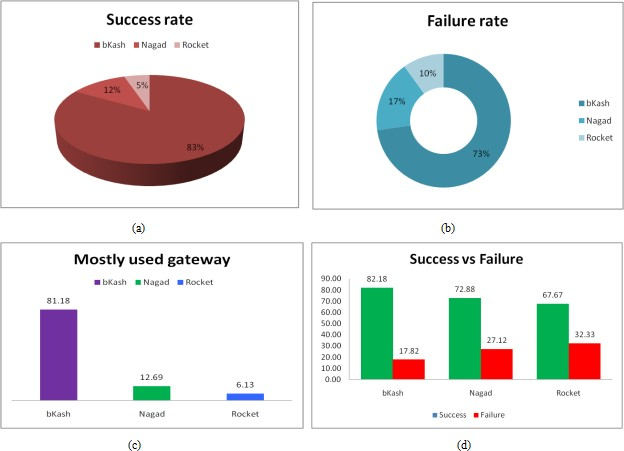 Success rate
bKash Nagad Rocket
5%
12%
83%
(a)
Failure rate
10%
17%
73%
bKash
Nagad
Rocket
(b)
Mostly used gateway
bKash Nagad Rocket
81.18
12.69
6.13
bKash Nagad Rocket
(c)
Success vs Failure
90.00
80.00
70.00
60.00
50.00
40.00
30.00
20.00
10.00
0.00
82.18
17.82
72.88
27.12
67.67
32.33
bKash Nagad Rocket
Success Failure
(d)